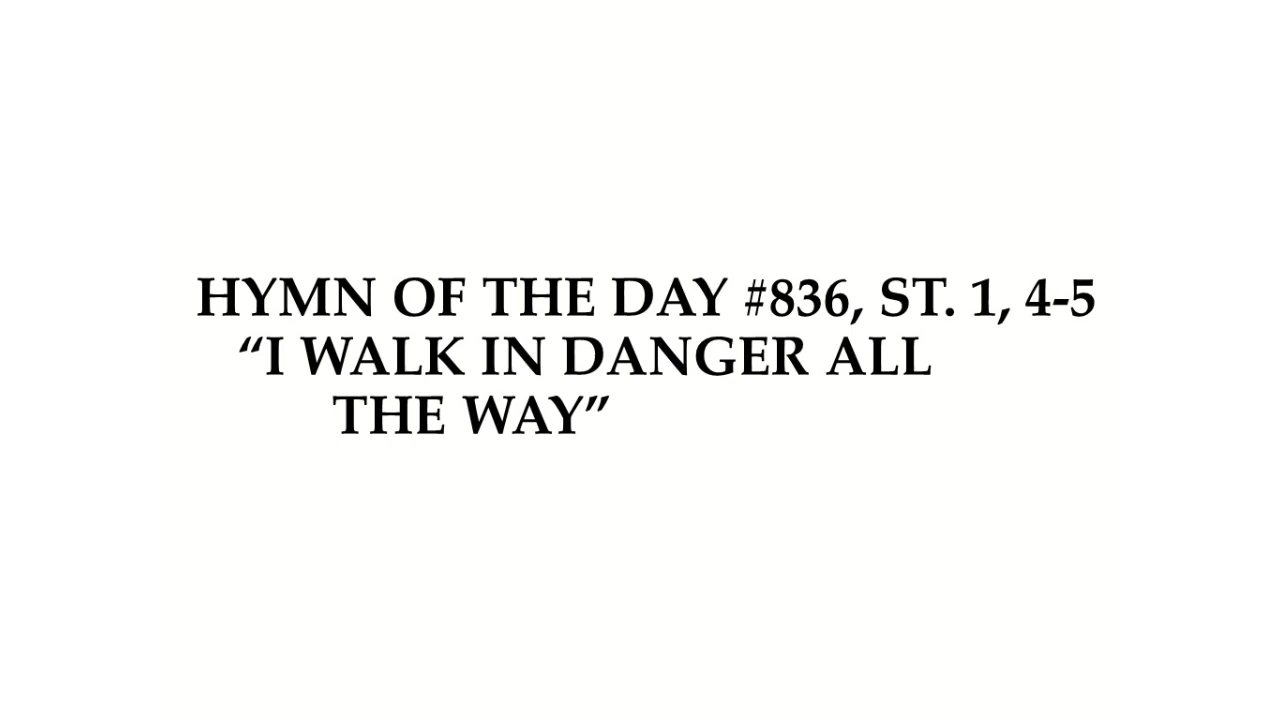 HYMN OF THE DAY #836, ST. 1, 4-5
“I WALK IN DANGER ALL
THE WAY”